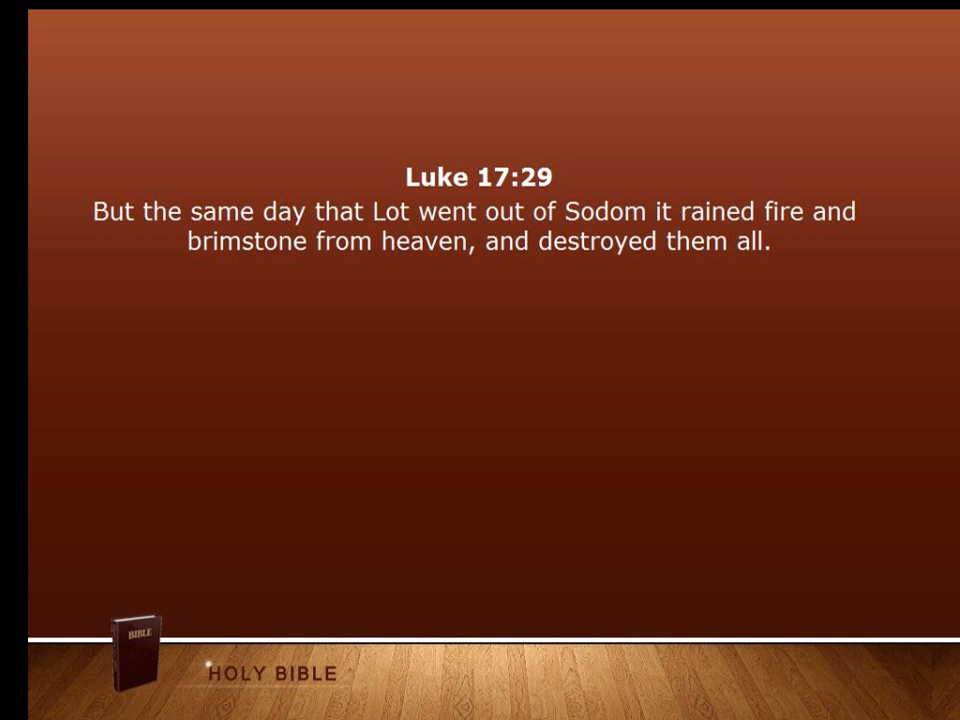 Luke 17:29
But the same day that Lot went out of Sodom it rained fire and
brimstone from heaven, and destroyed them all.
BIBLE
HOLY BIBLE